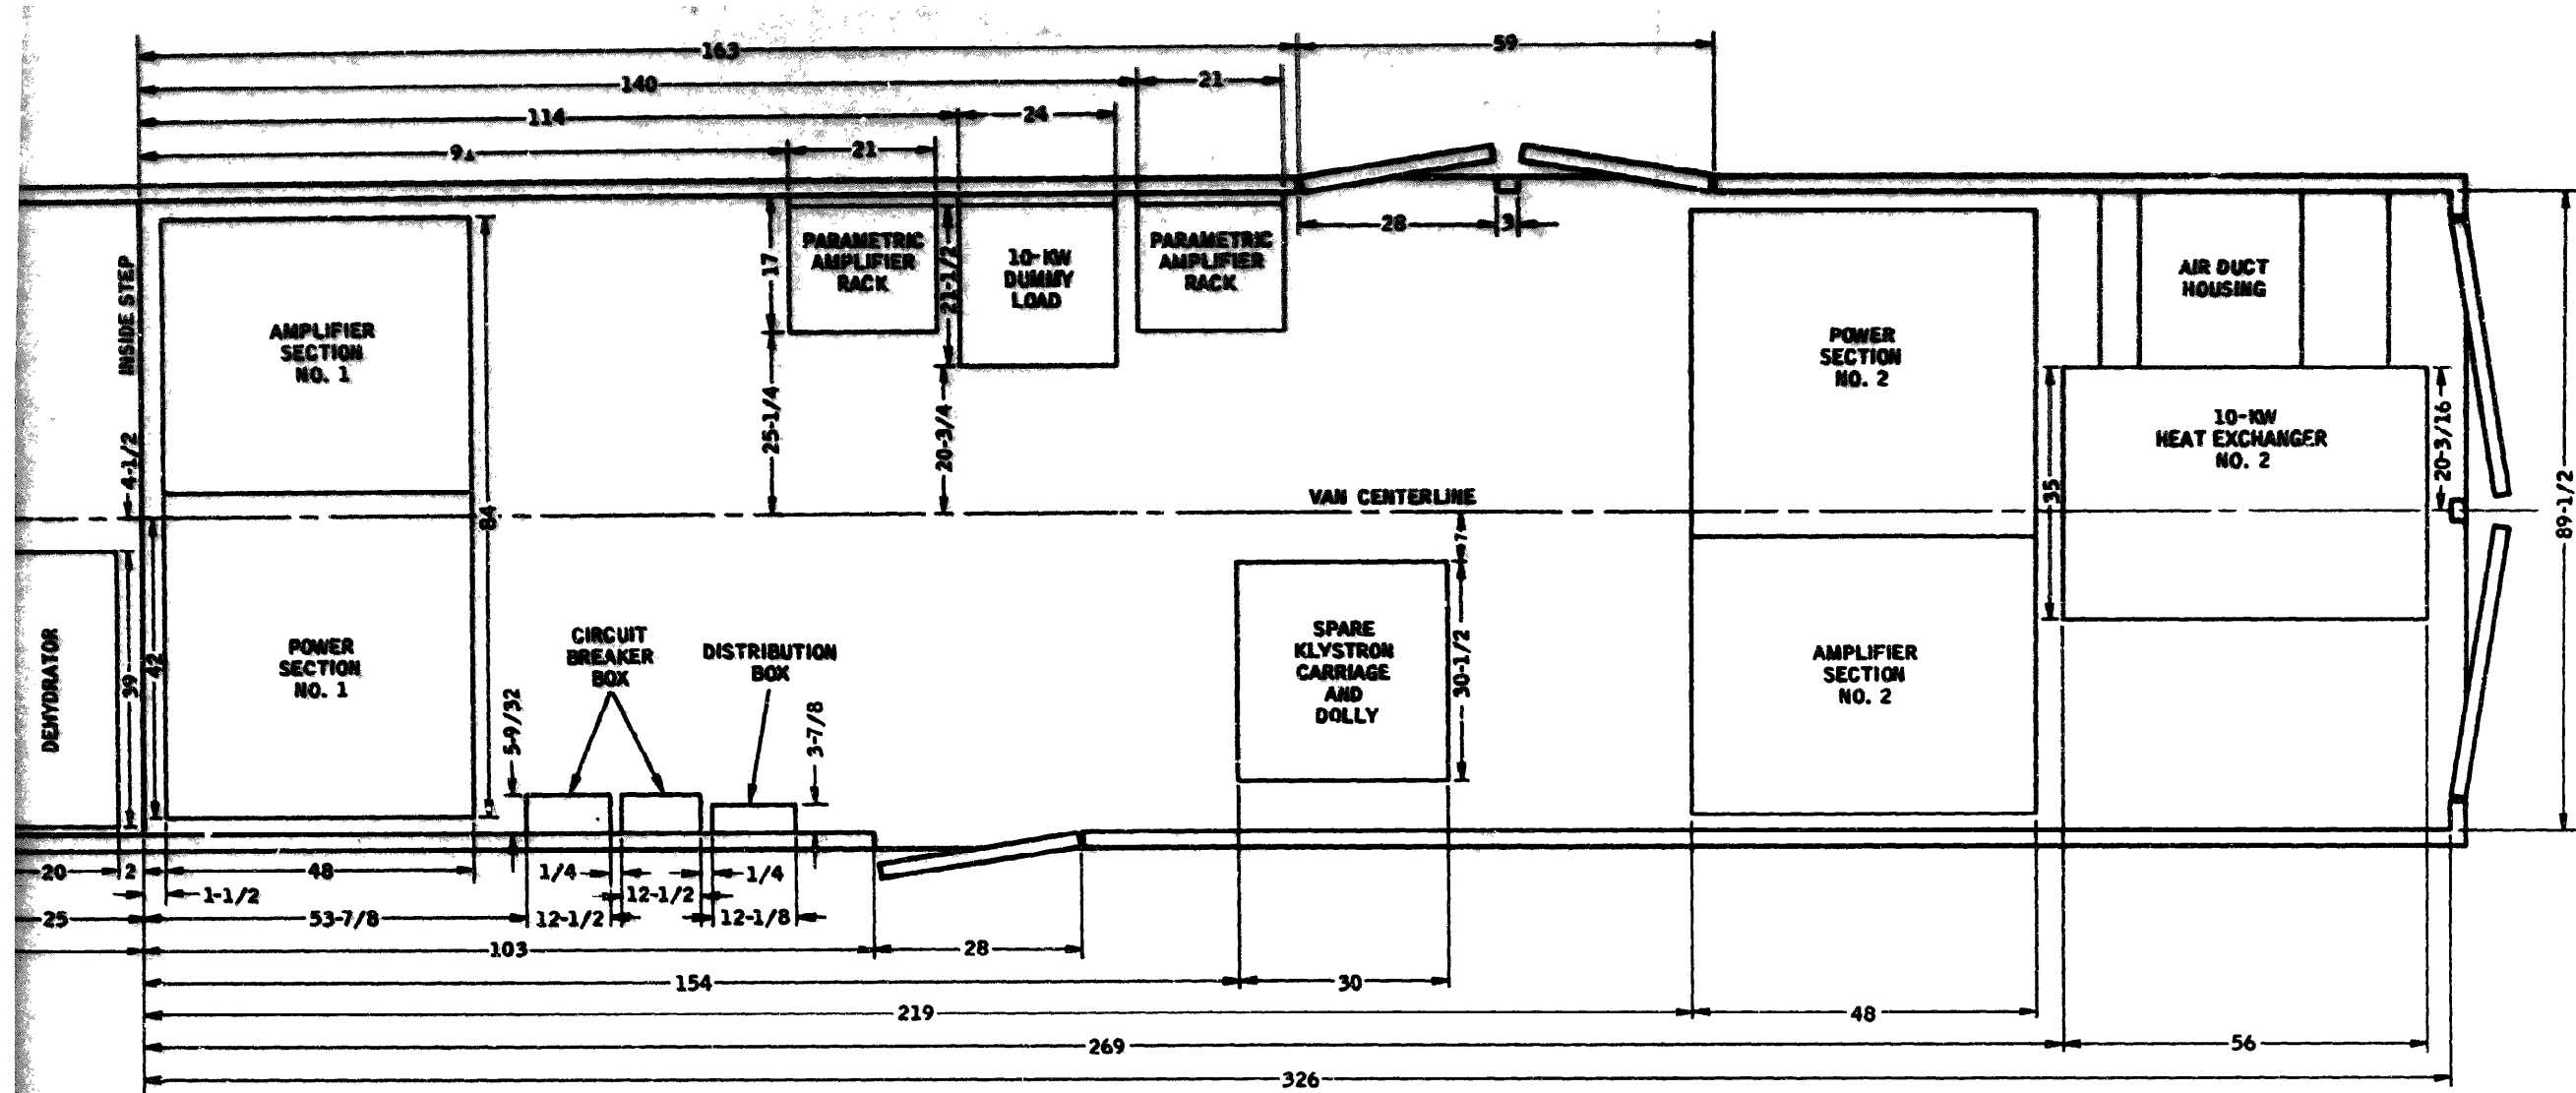 163
59
140
21
114
24
21
INSIDE STEP
4-1/2
AMPLIFIER
SECTION
NO. 1
84
17
25-1/4
PARAMETRIC
AMPLIFIER
RACK
21-1/2
20-3/4
10-KW
DUMMY
LOAD
PARAMETRIC
AMPLIFIER
RACK
28
3
POWER
SECTION
NO. 2
AIR DUCT
HOUSING
35
10-KW
HEAT EXCHANGER
NO. 2
20-3/16
89-1/2
VAN CENTERLINE
7
DEHYDRATOR
39
42
POWER
SECTION
NO. 1
5-9/32
CIRCUIT
BREAKER
BOX
DISTRIBUTION
BOX
3-7/8
SPARE
KLYSTRON
CARRIAGE
AND
DOLLY
30-1/2
AMPLIFIER
SECTION
NO. 2
20
2
48
1/4
1/4
1-1/2
12-1/2
25
53-7/8
12-1/2
12-1/8
103
28
154
30
219
48
269
56
326